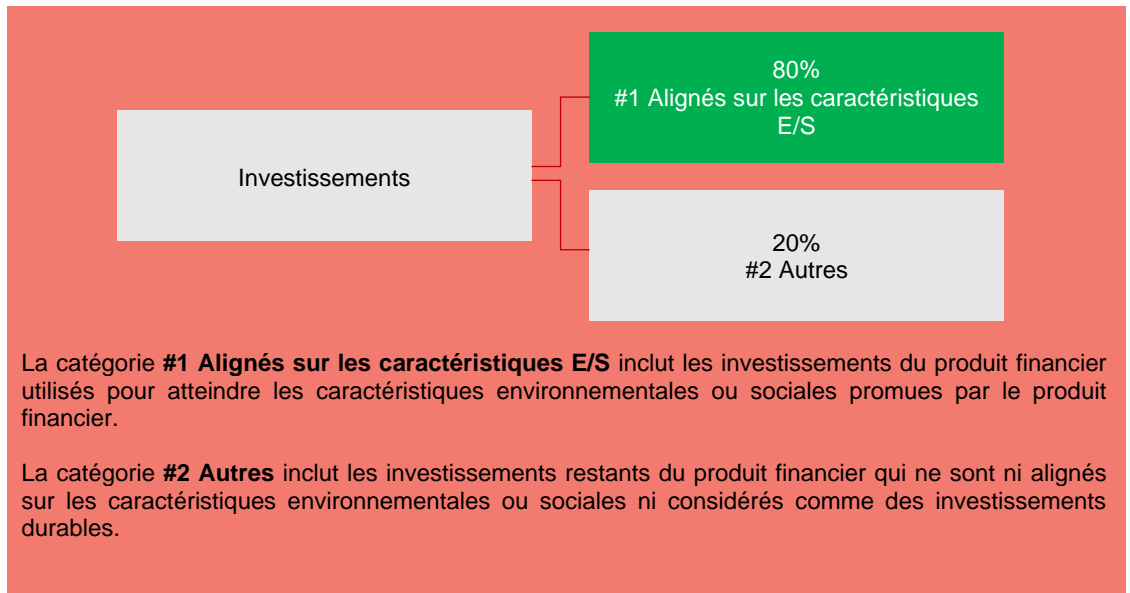 80%
#1 Alignés sur les caractéristiques
E/S
Investissements
20%
#2 Autres
La catégorie #1 Alignés sur les caractéristiques E/S inclut les investissements du produit financier
utilisés pour atteindre les caractéristiques environnementales ou sociales promues par le produit
financier.
La catégorie #2 Autres inclut les investissements restants du produit financier qui ne sont ni alignés
sur les caractéristiques environnementales ou sociales ni considérés comme des investissements
durables.